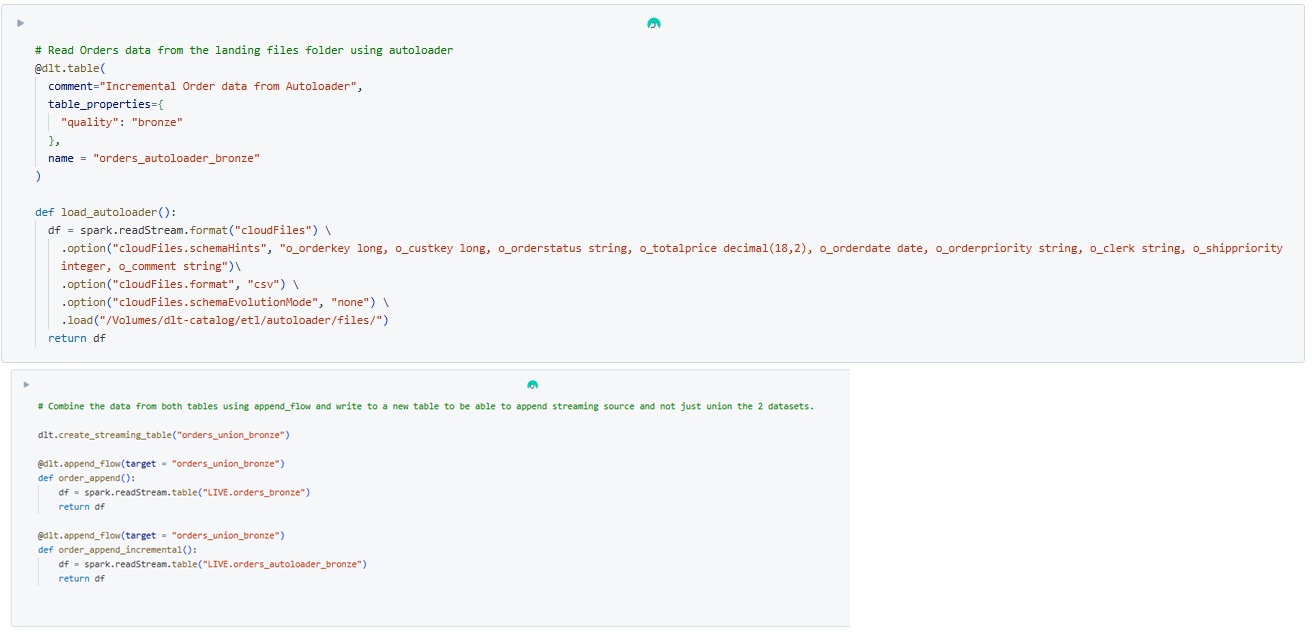 # Read Orders data from the landing files folder using autoloader
@dlt.table(
comment="Incremental Order data from Autoloader",
table_properties={
"quality": "bronze"
},
name = "orders_autoloader_bronze"
)
def load_autoloader():
df = spark.readStream.format("cloudFiles") \
.option("cloudFiles.schemaHints", "o_orderkey long, o_custkey long, o_orderstatus string, o_totalprice decimal(18,2), o_orderdate date, o_orderpriority string, o_clerk string, o_shippriority
integer, o_comment string")\
.option("cloudFiles.format", "csv") \
.option("cloudFiles.schemaEvolutionMode", "none") \
.load("/Volumes/dlt-catalog/etl/autoloader/files/")
return df
# Combine the data from both tables using append_flow and write to a new table to be able to append streaming source and not just union the 2 datasets.
dlt.create_streaming_table("orders_union_bronze")
@dlt.append_flow(target = "orders_union_bronze")
def order_append():
df = spark.readStream.table("LIVE.orders_bronze")
return df
@dlt.append_flow(target = "orders_union_bronze")
def order_append_incremental():
df = spark.readStream.table("LIVE.orders_autoloader_bronze")
return df